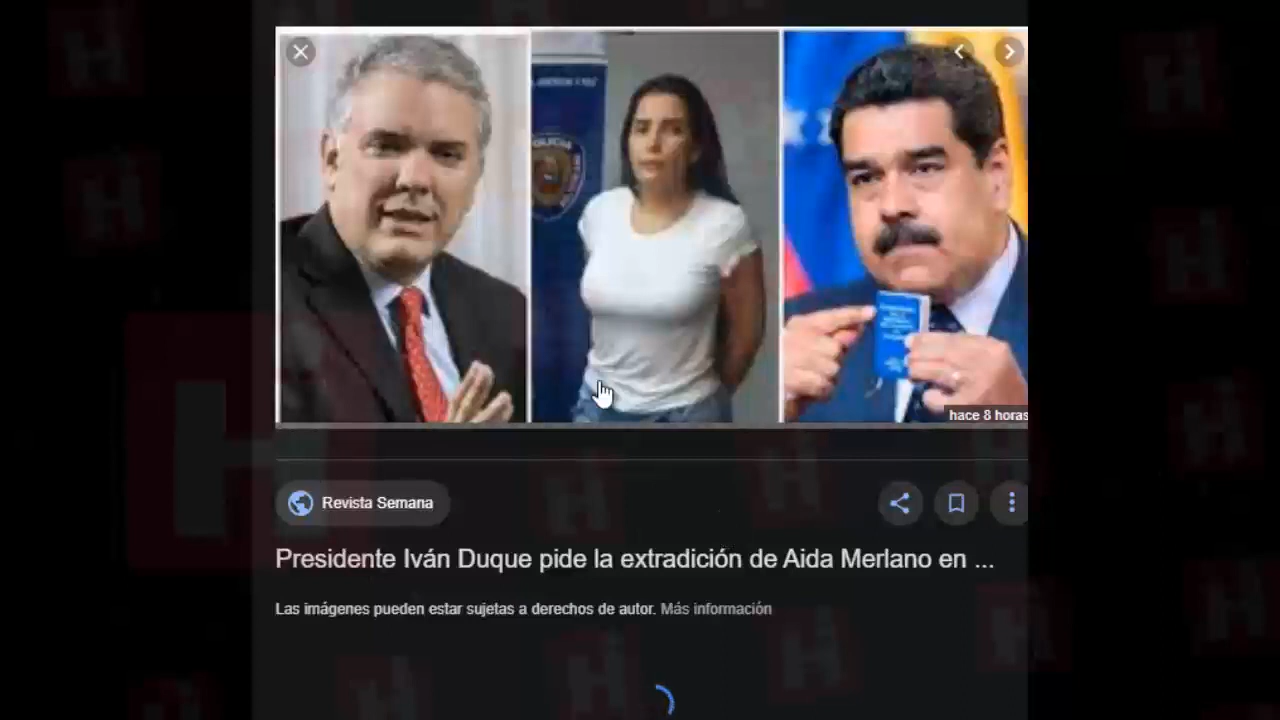 hace 8 horas
Revista Semana
Presidente Iván Duque pide la extradición de Aida Merlano en ...
Las imágenes pueden estar sujetas a derechos de autor. Más información